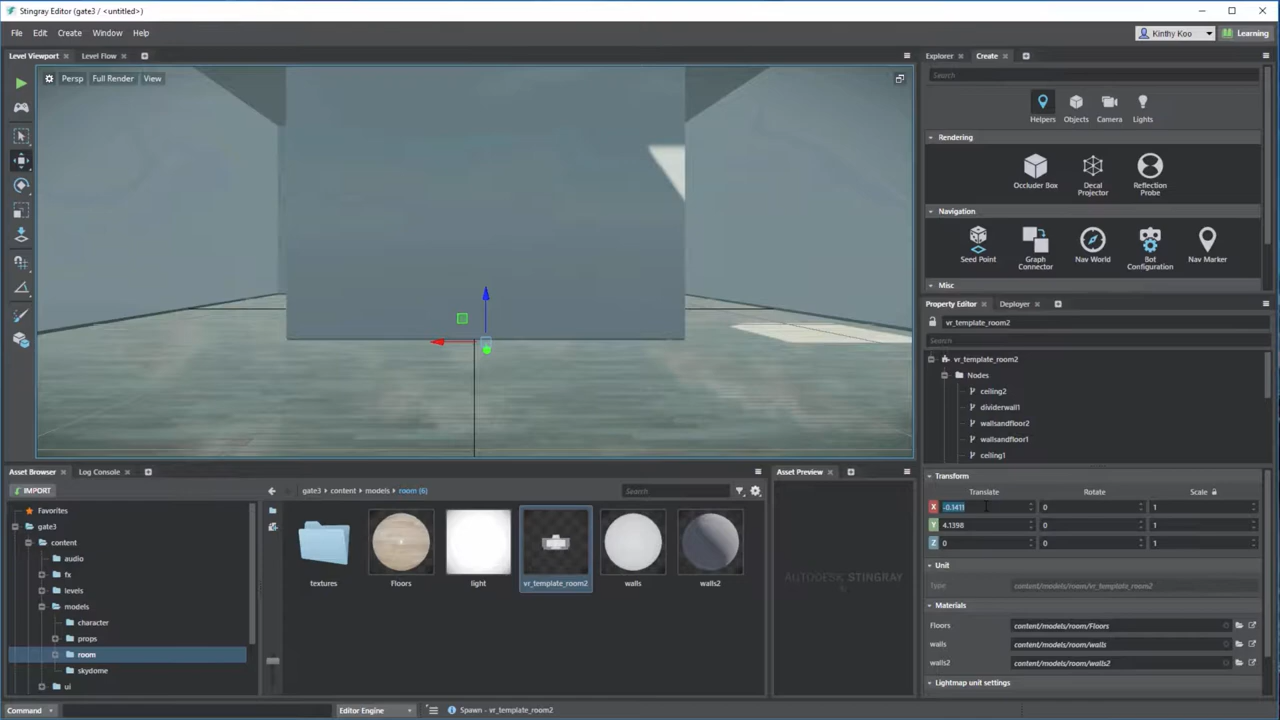 Stingray Editor (gate3 / <untitled>)
File Edit Create Window Help
Kinthy Koo
Learning
Level Viewport
Level Flow
Explorer
Create
Persp
Full Render
View
Search
Helpers
Objects
Camera
Lights
Rendering
Occluder Box
Decal
Projector
Reflection
Probe
Navigation
Seed Point
Graph
Connector
Nav World
Bot
Configuration
Nav Marker
Misc
Property Editor
Deployer
vr_template_room2
Search
vr_template_room2
Nodes
ceiling2
dividerwall1
wallsandfloor2
wallsandfloor1
ceiling1
Transform
Translate
Rotate
Scale
X -0.1411 0 1
Y 4.1398 0 1
Z 0 0 1
Unit
Type content/models/room/vr_template_room2
Materials
Floors content/models/room/Floors
walls content/models/room/walls
walls2 content/models/room/walls2
Lightmap unit settings
Asset Browser
Log Console
Asset Preview
IMPORT
gate3 › content › models › room (6)
Search
Favorites
gate3
content
audio
fx
levels
models
character
props
room
skydome
ui
textures
Floors
light
vr_template_room2
walls
walls2
AUTODESK STINGRAY
Command
Editor Engine
Spawn - vr_template_room2